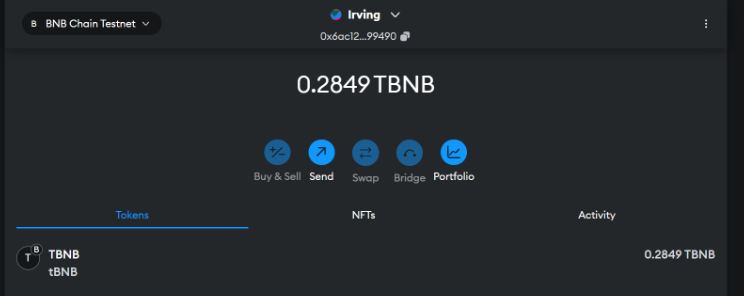 B BNB Chain Testnet
Irving
0x6ac12...99490
0.2849 TBNB
Buy & Sell Send Swap Bridge Portfolio
Tokens NFTs Activity
T B TBNB 0.2849 TBNB
tBNB